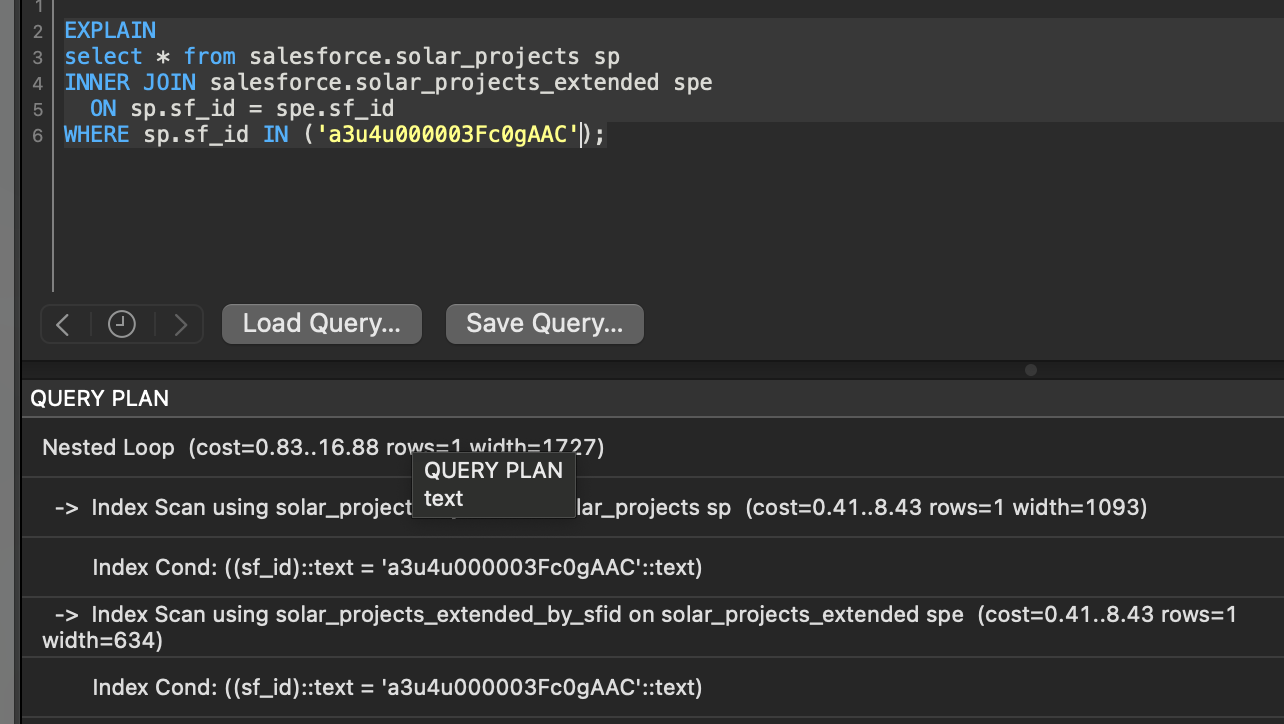 1
2 EXPLAIN
3 select * from salesforce.solar_projects sp
4 INNER JOIN salesforce.solar_projects_extended spe
5 ON sp.sf_id = spe.sf_id
6 WHERE sp.sf_id IN ('a3u4u000003Fc0gAAC');
Load Query... Save Query...
QUERY PLAN
Nested Loop (cost=0.83..16.88 rows=1 width=1727)
QUERY PLAN
text
-> Index Scan using solar_project lar_projects sp (cost=0.41..8.43 rows=1 width=1093)
Index Cond: ((sf_id)::text = 'a3u4u000003Fc0gAAC'::text)
-> Index Scan using solar_projects_extended_by_sfid on solar_projects_extended spe (cost=0.41..8.43 rows=1
width=634)
Index Cond: ((sf_id)::text = 'a3u4u000003Fc0gAAC'::text)